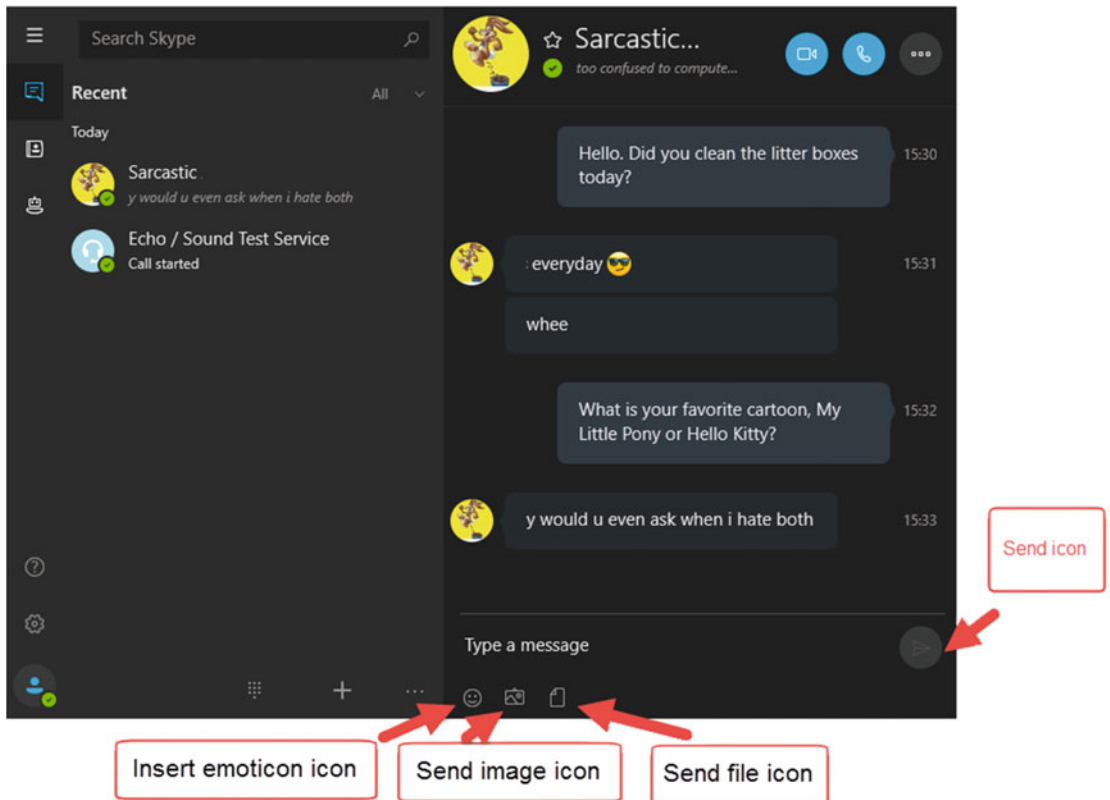 Search Skype
Recent
All
Today
Sarcastic
y would u even ask when i hate both
Echo / Sound Test Service
Call started
Sarcastic...
too confused to compute...
Hello. Did you clean the litter boxes
today?
15:30
: everyday 😎
15:31
whee
What is your favorite cartoon, My
Little Pony or Hello Kitty?
15:32
y would u even ask when i hate both
15:33
Type a message
Send icon
Insert emoticon icon
Send image icon
Send file icon